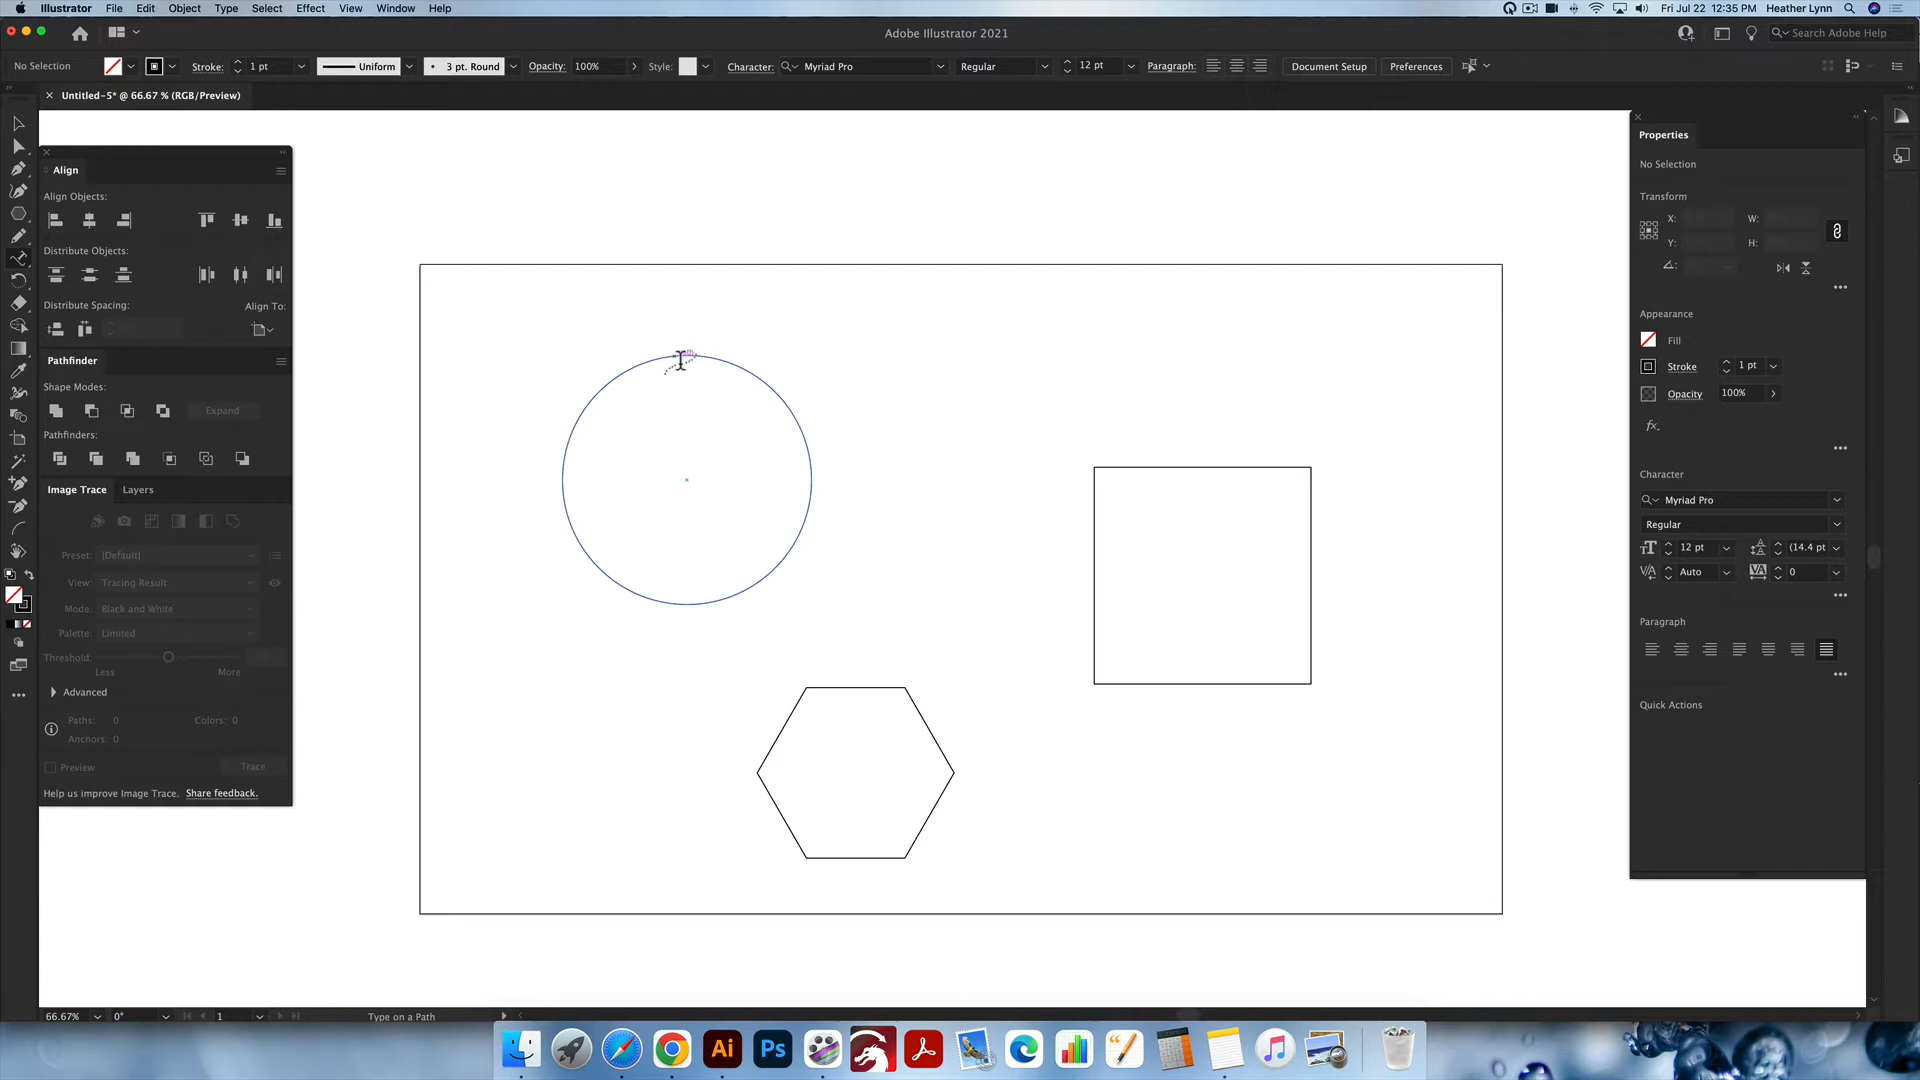 Illustrator File Edit Object Type Select Effect View Window Help
Fri Jul 22 12:35 PM Heather Lynn
Adobe Illustrator 2021
Search Adobe Help
No Selection
Stroke: 1 pt
Uniform
3 pt. Round
Opacity: 100%
Style:
Character: Myriad Pro
Regular
12 pt
Paragraph:
Document Setup
Preferences
Untitled-5* @ 66.67 % (RGB/Preview)
Align
Align Objects:
Distribute Objects:
Distribute Spacing:
Align To:
Pathfinder
Shape Modes:
Expand
Pathfinders:
Image Trace
Layers
Preset: [Default]
View: Tracing Result
Mode: Black and White
Palette: Limited
Threshold:
Less More
Advanced
Paths: 0 Colors: 0
Anchors: 0
Preview
Trace
Help us improve Image Trace. Share feedback.
Properties
No Selection
Transform
X: W:
Y: H:
Appearance
Fill
Stroke 1 pt
Opacity 100%
fx.
Character
Myriad Pro
Regular
12 pt (14.4 pt
Auto 0
Paragraph
Quick Actions
66.67% 0° 1 Type on a Path
Ai Ps